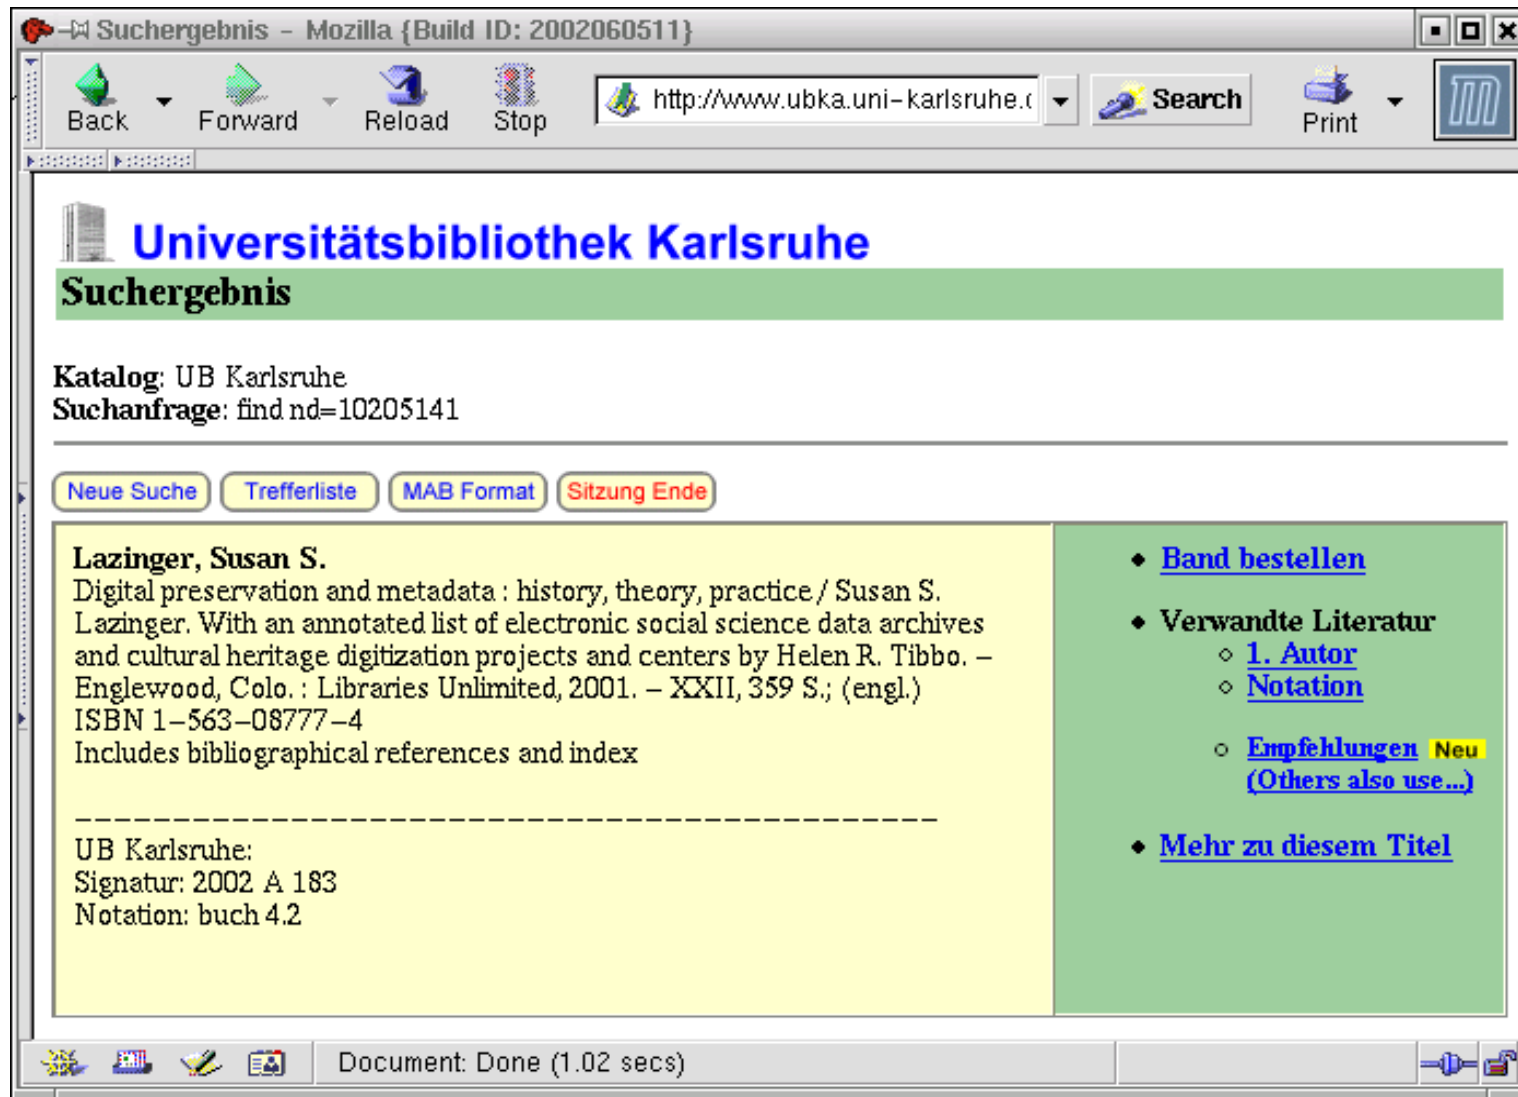 Suchergebnis - Mozilla {Build ID: 2002060511}
Back Forward Reload Stop http://www.ubka.uni-karlsruhe.c Search Print
Universitätsbibliothek Karlsruhe
Suchergebnis
Katalog: UB Karlsruhe
Suchanfrage: find nd=10205141
Neue Suche Trefferliste MAB Format Sitzung Ende
Lazinger, Susan S.
Digital preservation and metadata : history, theory, practice / Susan S.
Lazinger. With an annotated list of electronic social science data archives
and cultural heritage digitization projects and centers by Helen R. Tibbo. –
Englewood, Colo. : Libraries Unlimited, 2001. – XXII, 359 S.; (engl.)
ISBN 1-563-08777-4
Includes bibliographical references and index
UB Karlsruhe:
Signatur: 2002 A 183
Notation: buch 4.2
Band bestellen
Verwandte Literatur
1. Autor
Notation
Empfehlungen Neu
(Others also use...)
Mehr zu diesem Titel
Document: Done (1.02 secs)